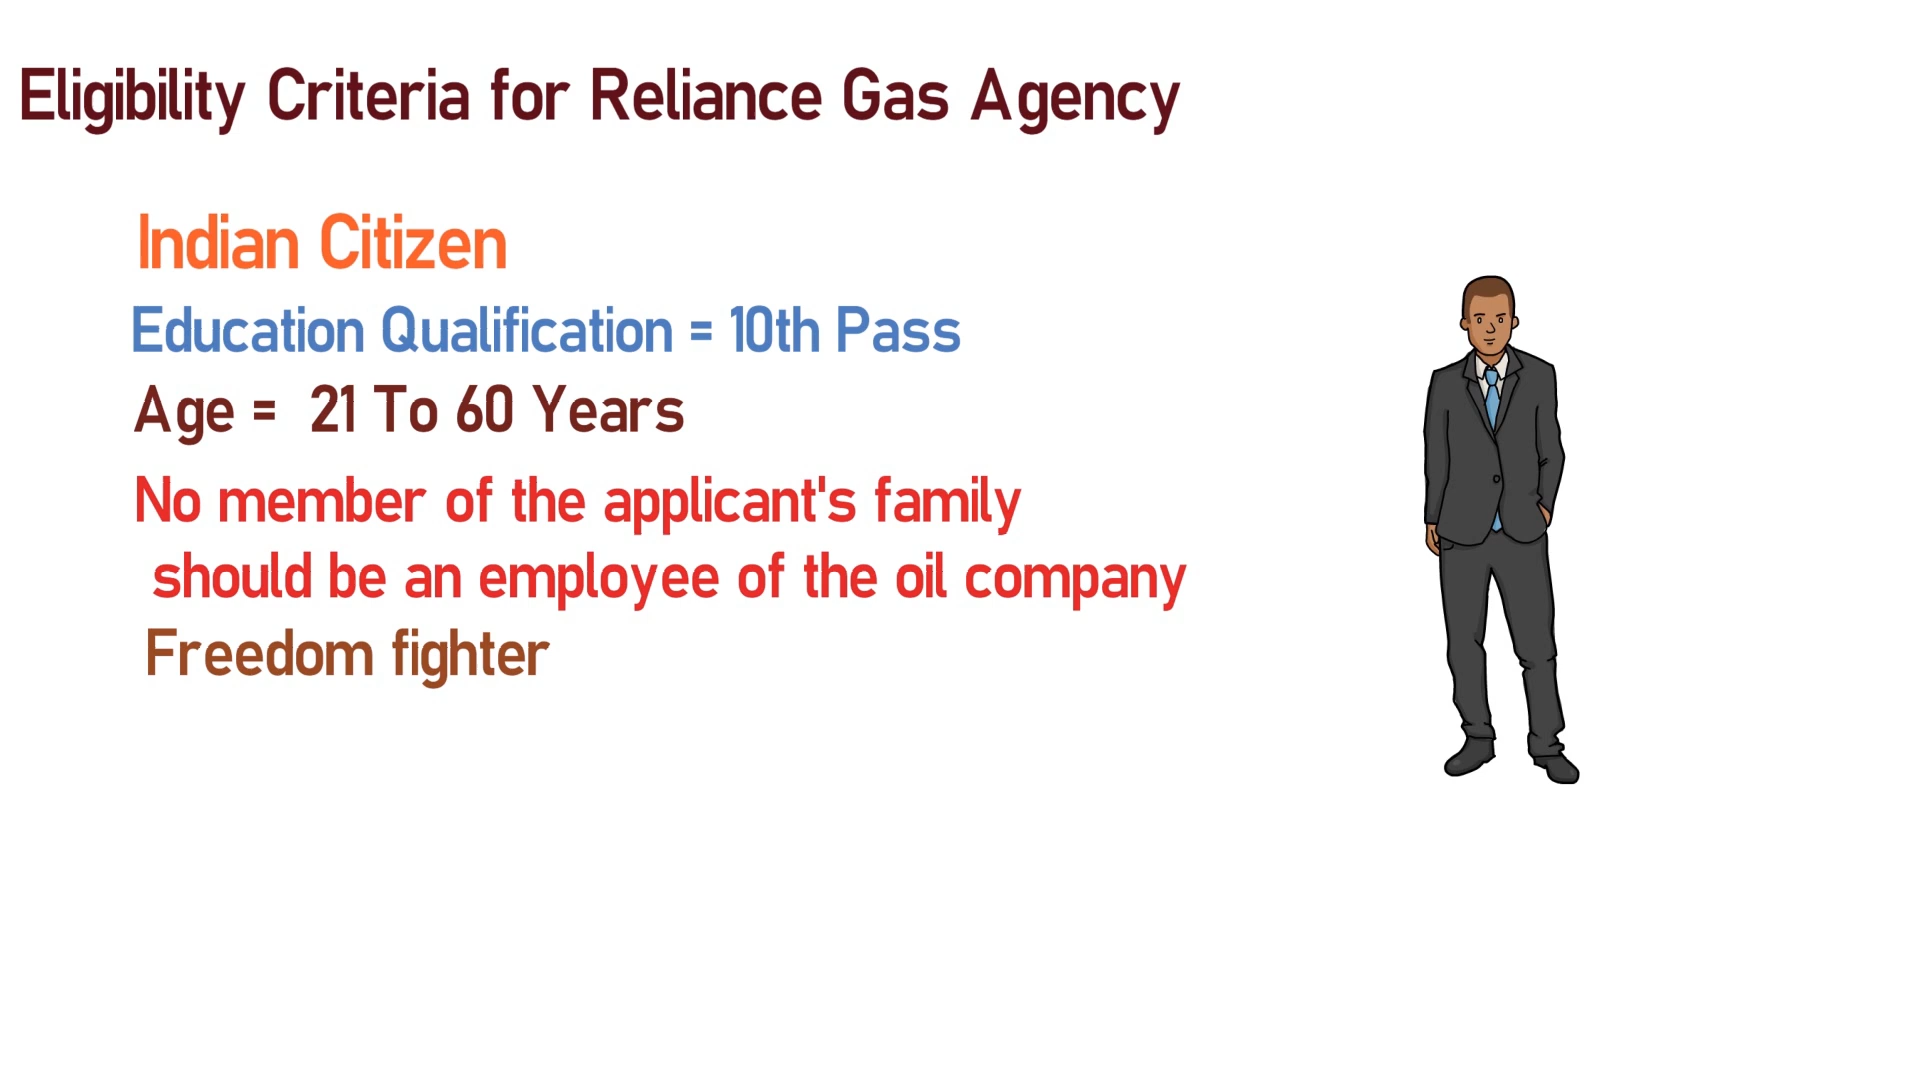 Eligibility Criteria for Reliance Gas Agency
Indian Citizen
Education Qualification = 10th Pass
Age = 21 To 60 Years
No member of the applicant's family
should be an employee of the oil company
Freedom fighter